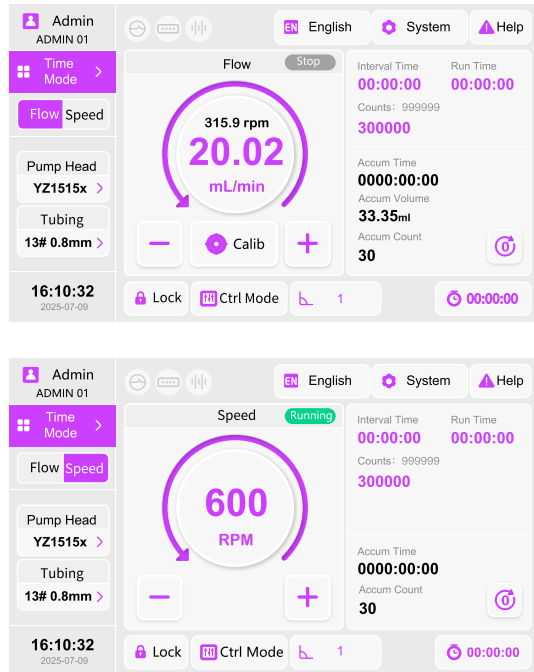 Admin
ADMIN 01
EN English
System
Help
Time
Mode
Flow Speed
Pump Head
YZ1515x
Tubing
13# 0.8mm
16:10:32
2025-07-09
Flow
Stop
315.9 rpm
20.02
mL/min
Calib
Lock
Ctrl Mode
1
Interval Time Run Time
00:00:00 00:00:00
Counts: 999999
300000
Accum Time
0000:00:00
Accum Volume
33.35ml
Accum Count
30
0
00:00:00
Admin
ADMIN 01
EN English
System
Help
Time
Mode
Flow Speed
Pump Head
YZ1515x
Tubing
13# 0.8mm
16:10:32
2025-07-09
Speed
Running
600
RPM
Lock
Ctrl Mode
1
Interval Time Run Time
00:00:00 00:00:00
Counts: 999999
300000
Accum Time
0000:00:00
Accum Count
30
0
00:00:00